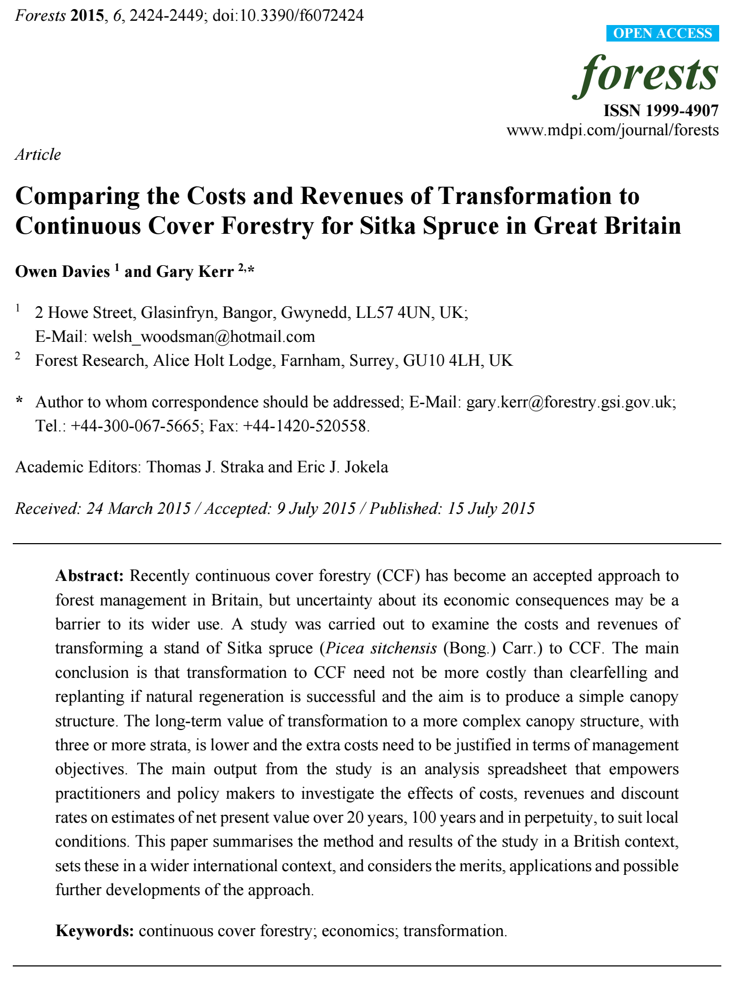 Forests 2015, 6, 2424-2449; doi:10.3390/f6072424
OPEN ACCESS
forests
ISSN 1999-4907
www.mdpi.com/journal/forests
Article
Comparing the Costs and Revenues of Transformation to
Continuous Cover Forestry for Sitka Spruce in Great Britain
Owen Davies 1 and Gary Kerr 2,*
1 2 Howe Street, Glasinfryn, Bangor, Gwynedd, LL57 4UN, UK;
E-Mail: welsh_woodsman@hotmail.com
2 Forest Research, Alice Holt Lodge, Farnham, Surrey, GU10 4LH, UK
* Author to whom correspondence should be addressed; E-Mail: gary.kerr@forestry.gsi.gov.uk;
Tel.: +44-300-067-5665; Fax: +44-1420-520558.
Academic Editors: Thomas J. Straka and Eric J. Jokela
Received: 24 March 2015 / Accepted: 9 July 2015 / Published: 15 July 2015
Abstract: Recently continuous cover forestry (CCF) has become an accepted approach to
forest management in Britain, but uncertainty about its economic consequences may be a
barrier to its wider use. A study was carried out to examine the costs and revenues of
transforming a stand of Sitka spruce (Picea sitchensis (Bong.) Carr.) to CCF. The main
conclusion is that transformation to CCF need not be more costly than clearfelling and
replanting if natural regeneration is successful and the aim is to produce a simple canopy
structure. The long-term value of transformation to a more complex canopy structure, with
three or more strata, is lower and the extra costs need to be justified in terms of management
objectives. The main output from the study is an analysis spreadsheet that empowers
practitioners and policy makers to investigate the effects of costs, revenues and discount
rates on estimates of net present value over 20 years, 100 years and in perpetuity, to suit local
conditions. This paper summarises the method and results of the study in a British context,
sets these in a wider international context, and considers the merits, applications and possible
further developments of the approach.
Keywords: continuous cover forestry; economics; transformation.